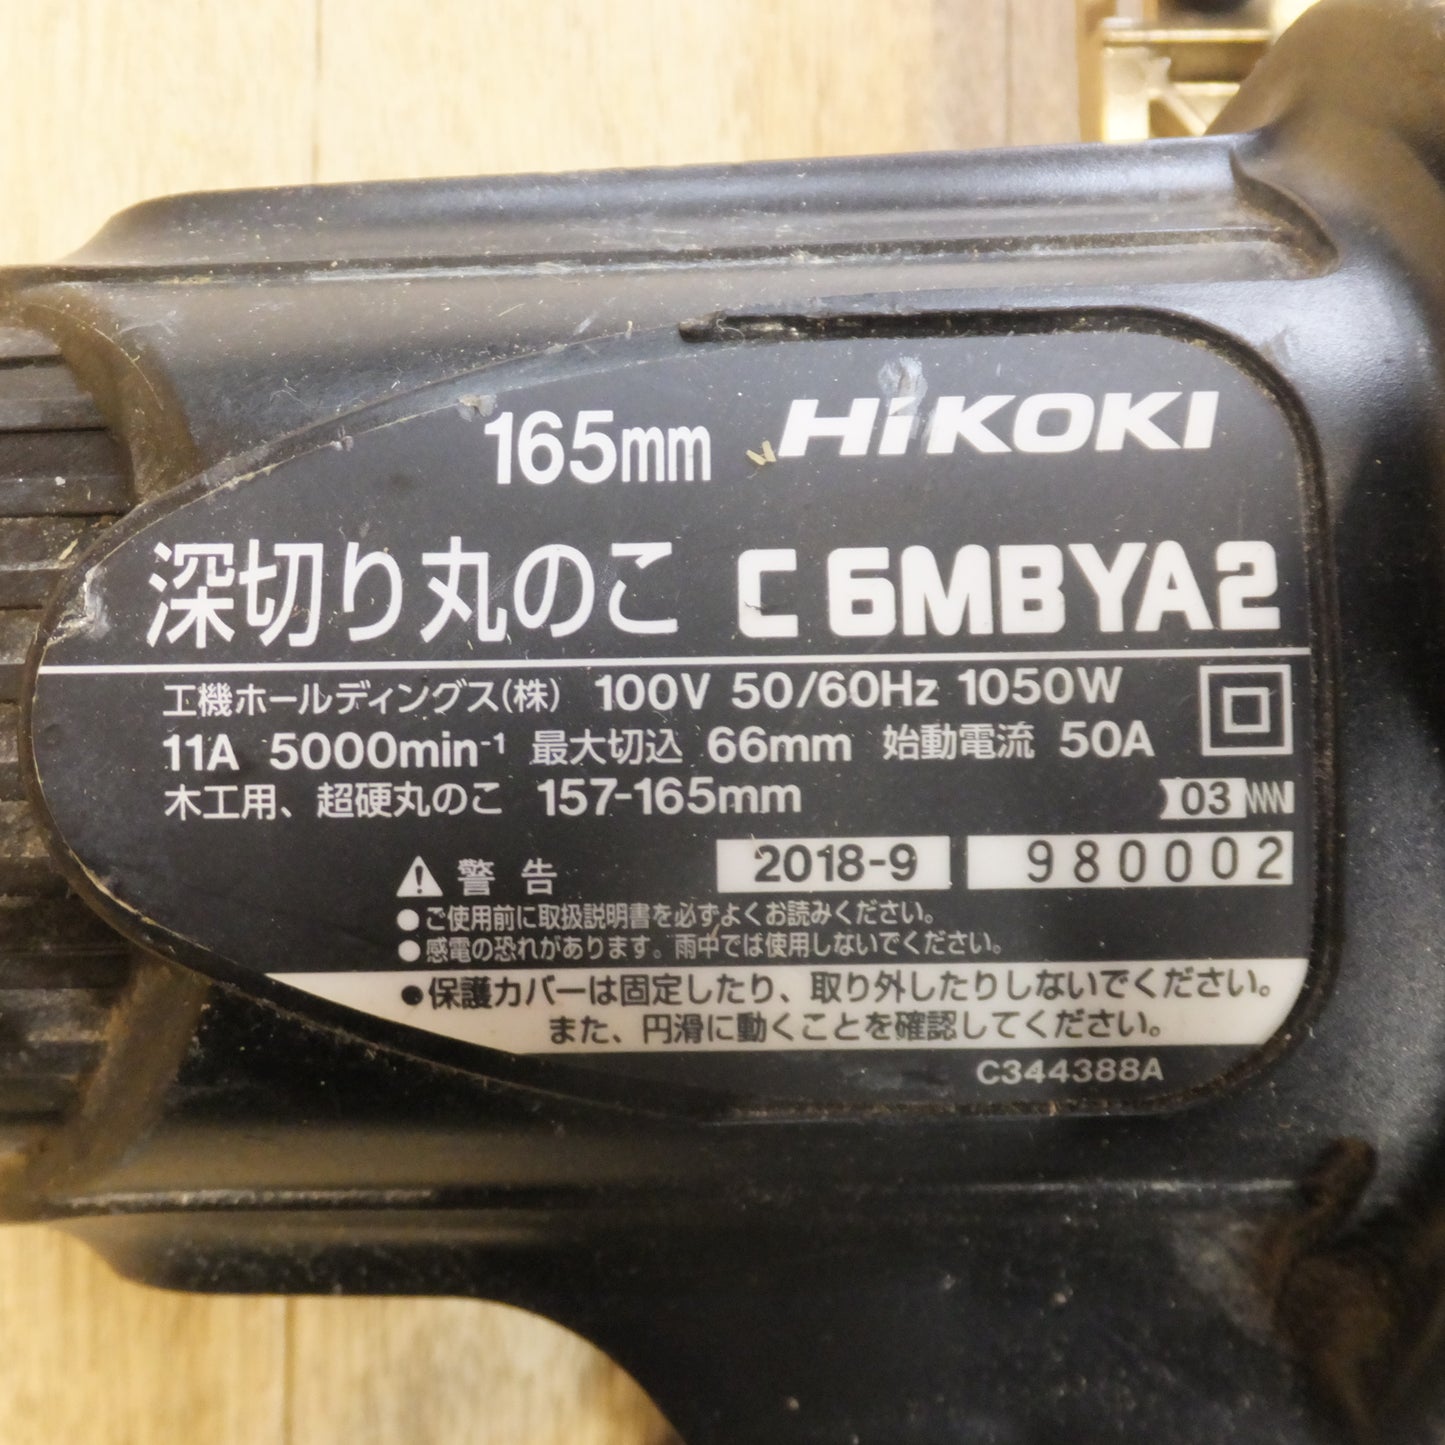 165mm HiKOKI
深切り丸のこ C6MBYA2
工機ホールディングス(株) 100V 50/60Hz 1050W
11A 5000min⁻¹ 最大切込 66mm 始動電流 50A
木工用、超硬丸のこ 157-165mm
03
2018-9 980002
警告
●ご使用前に取扱説明書を必ずよくお読みください。
●感電の恐れがあります。雨中では使用しないでください。
●保護カバーは固定したり、取り外したりしないでください。
また、円滑に動くことを確認してください。
C344388A